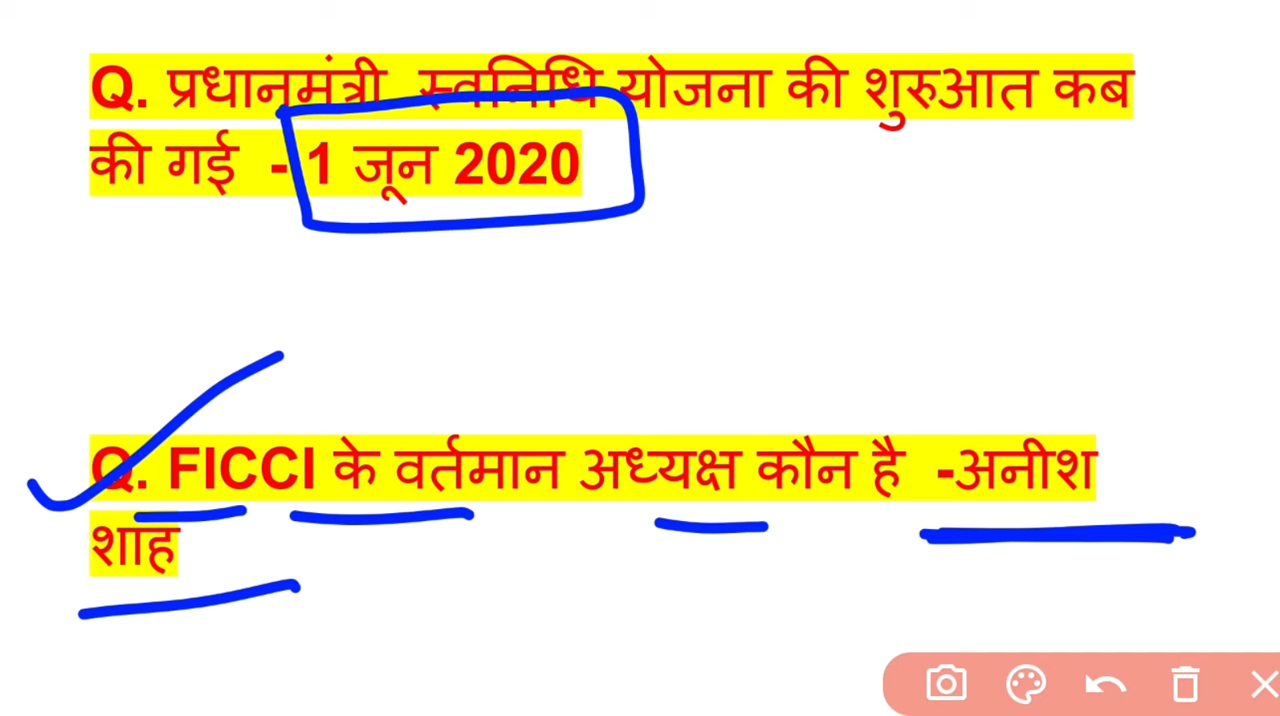 Q. प्रधानमंत्री स्वनिधि योजना की शुरुआत कब
की गई - 1 जून 2020
Q. FICCI के वर्तमान अध्यक्ष कौन है -अनीश
शाह